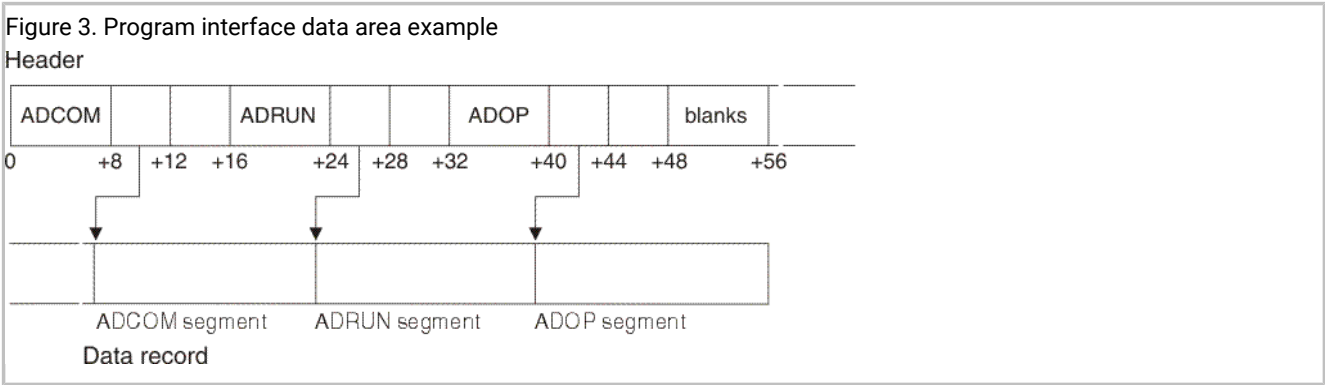 Figure 3. Program interface data area example
Header
ADCOM ADRUN ADOP blanks
0 +8 +12 +16 +24 +28 +32 +40 +44 +48 +56
ADCOM segment ADRUN segment ADOP segment
Data record